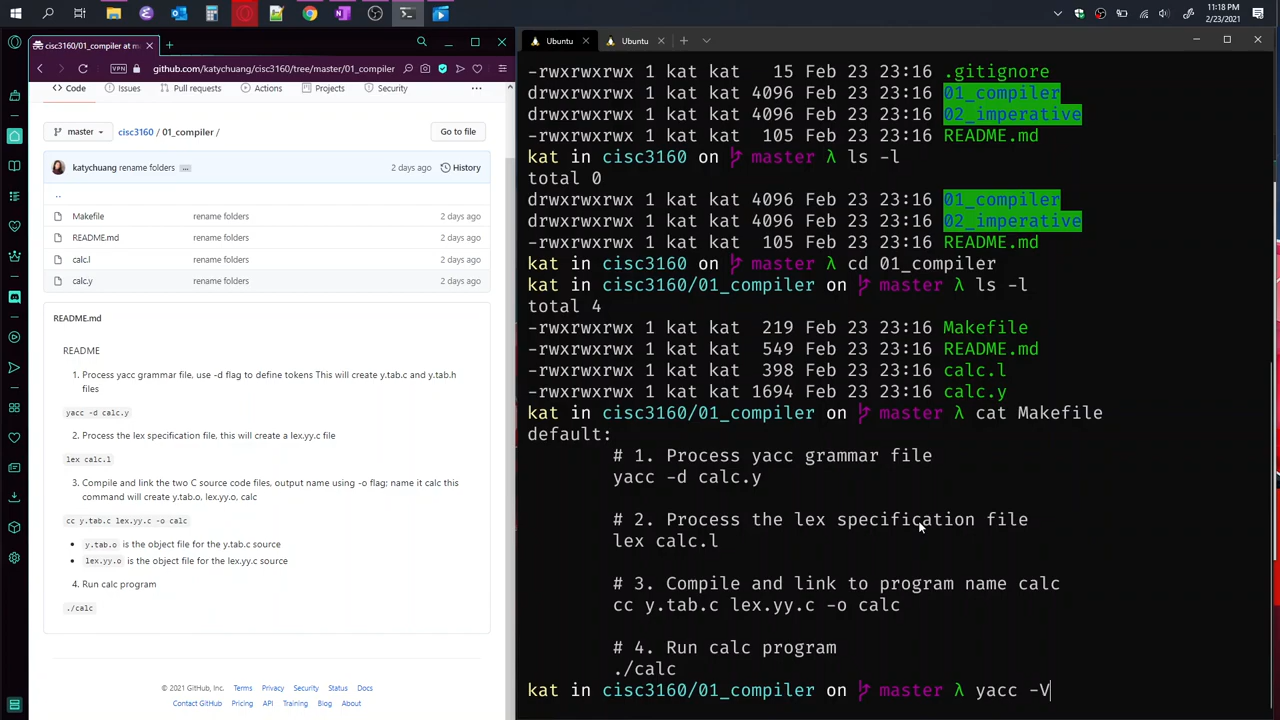 11:18 PM
2/23/2021
cisc3160/01_compiler at m
github.com/katychuang/cisc3160/tree/master/01_compiler
VPN
Code
Issues
Pull requests
Actions
Projects
Security
master
cisc3160 / 01_compiler /
Go to file
katychuang rename folders
2 days ago
History
..
Makefile rename folders 2 days ago
README.md rename folders 2 days ago
calc.l rename folders 2 days ago
calc.y rename folders 2 days ago
README.md
README
1. Process yacc grammar file, use -d flag to define tokens This will create y.tab.c and y.tab.h
files
yacc -d calc.y
2. Process the lex specification file, this will create a lex.yy.c file
lex calc.l
3. Compile and link the two C source code files, output name using -o flag; name it calc this
command will create y.tab.o, lex.yy.o, calc
cc y.tab.c lex.yy.c -o calc
y.tab.o is the object file for the y.tab.c source
lex.yy.o is the object file for the lex.yy.c source
4. Run calc program
./calc
© 2021 GitHub, Inc. Terms Privacy Security Status Docs
Contact GitHub Pricing API Training Blog About
Ubuntu
Ubuntu
-rwxrwxrwx 1 kat kat 15 Feb 23 23:16 .gitignore
drwxrwxrwx 1 kat kat 4096 Feb 23 23:16 01_compiler
drwxrwxrwx 1 kat kat 4096 Feb 23 23:16 02_imperative
-rwxrwxrwx 1 kat kat 105 Feb 23 23:16 README.md
kat in cisc3160 on master λ ls -l
total 0
drwxrwxrwx 1 kat kat 4096 Feb 23 23:16 01_compiler
drwxrwxrwx 1 kat kat 4096 Feb 23 23:16 02_imperative
-rwxrwxrwx 1 kat kat 105 Feb 23 23:16 README.md
kat in cisc3160 on master λ cd 01_compiler
kat in cisc3160/01_compiler on master λ ls -l
total 4
-rwxrwxrwx 1 kat kat 219 Feb 23 23:16 Makefile
-rwxrwxrwx 1 kat kat 549 Feb 23 23:16 README.md
-rwxrwxrwx 1 kat kat 398 Feb 23 23:16 calc.l
-rwxrwxrwx 1 kat kat 1694 Feb 23 23:16 calc.y
kat in cisc3160/01_compiler on master λ cat Makefile
default:
# 1. Process yacc grammar file
yacc -d calc.y
# 2. Process the lex specification file
lex calc.l
# 3. Compile and link to program name calc
cc y.tab.c lex.yy.c -o calc
# 4. Run calc program
./calc
kat in cisc3160/01_compiler on master λ yacc -V